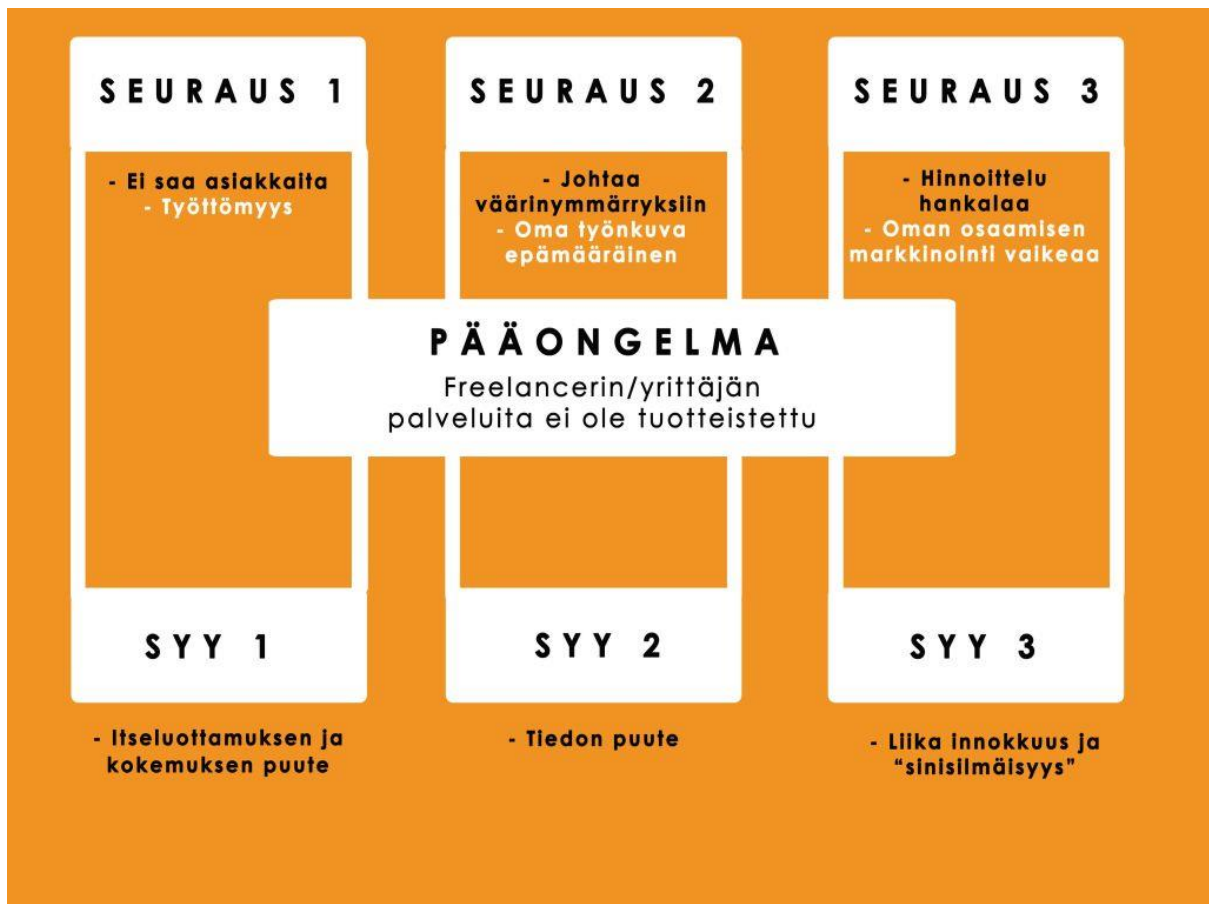 SEURAUS 1
- Ei saa asiakkaita
- Työttömyys
SEURAUS 2
- Johtaa
väärinymmärryksiin
- Oma työnkuva
epämääräinen
SEURAUS 3
- Hinnoittelu
hankalaa
- Oman osaamisen
markkinointi vaikeaa
PÄÄONGELMA
Freelancerin/yrittäjän
palveluita ei ole tuotteistettu
SYY 1
- Itseluottamuksen ja
kokemuksen puute
SYY 2
- Tiedon puute
SYY 3
- Liika innokkuus ja
“sinisilmäisyys”